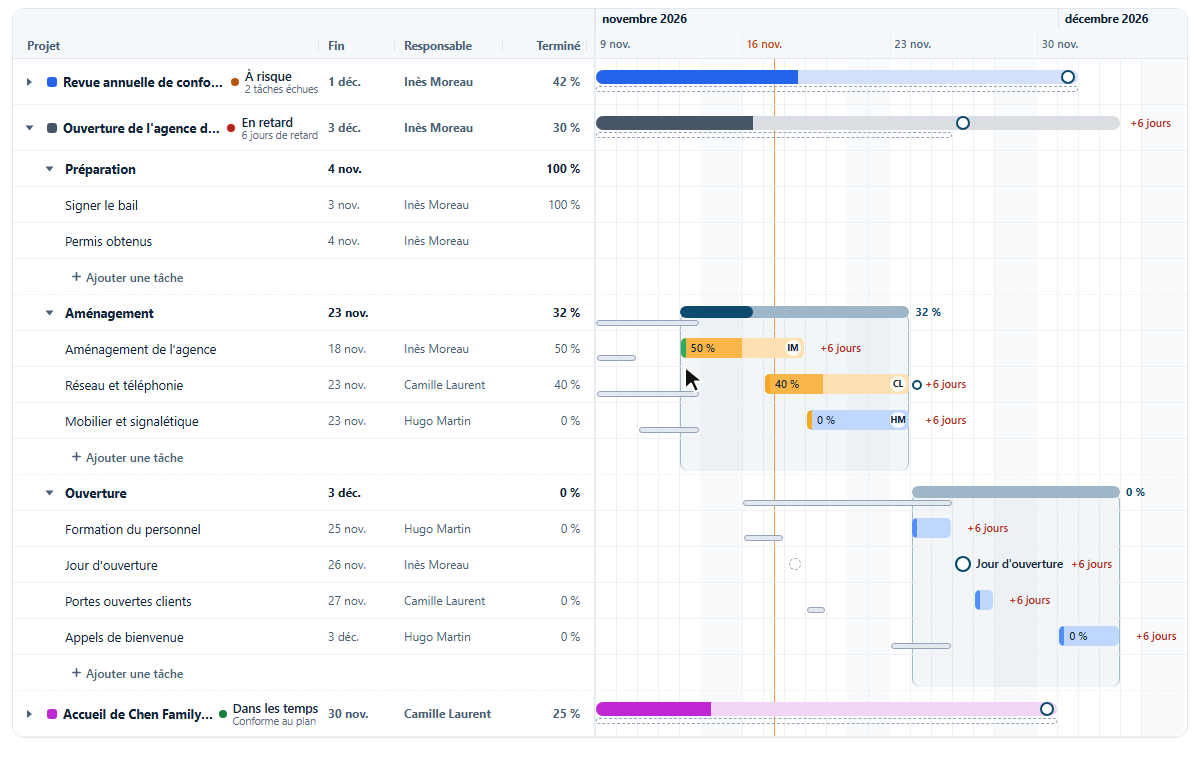 novembre 2026
décembre 2026
Projet
Fin
Responsable
Terminé
9 nov.
16 nov.
23 nov.
30 nov.
Revue annuelle de confo... À risque 1 déc. Inès Moreau 42 %
2 tâches échues
Ouverture de l'agence d... En retard 3 déc. Inès Moreau 30 % +6 jours
6 jours de retard
Préparation 4 nov. 100 %
Signer le bail 3 nov. Inès Moreau 100 %
Permis obtenus 4 nov. Inès Moreau
+ Ajouter une tâche
Aménagement 23 nov. 32 % 32 %
Aménagement de l'agence 18 nov. Inès Moreau 50 % 50 % IM +6 jours
Réseau et téléphonie 23 nov. Camille Laurent 40 % 40 % CL +6 jours
Mobilier et signalétique 23 nov. Hugo Martin 0 % 0 % HM +6 jours
+ Ajouter une tâche
Ouverture 3 déc. 0 % 0 %
Formation du personnel 25 nov. Hugo Martin 0 % +6 jours
Jour d'ouverture 26 nov. Inès Moreau Jour d'ouverture +6 jours
Portes ouvertes clients 27 nov. Camille Laurent 0 % +6 jours
Appels de bienvenue 3 déc. Hugo Martin 0 % 0 % +6 jours
+ Ajouter une tâche
Accueil de Chen Family... Dans les temps 30 nov. Camille Laurent 25 %
Conforme au plan